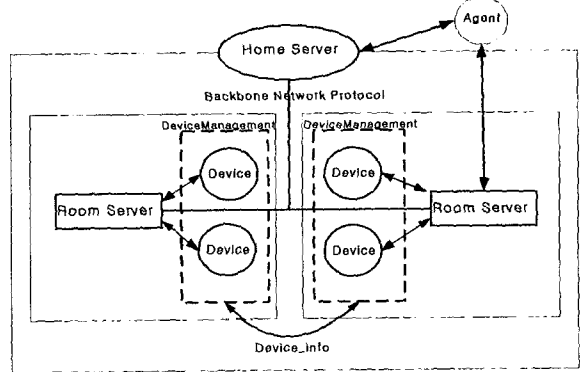 Agent
Home Server
Backbone Network Protocol
DeviceManagement
DeviceManagement
Device
Device
Room Server
Room Server
Device
Device
Device_info